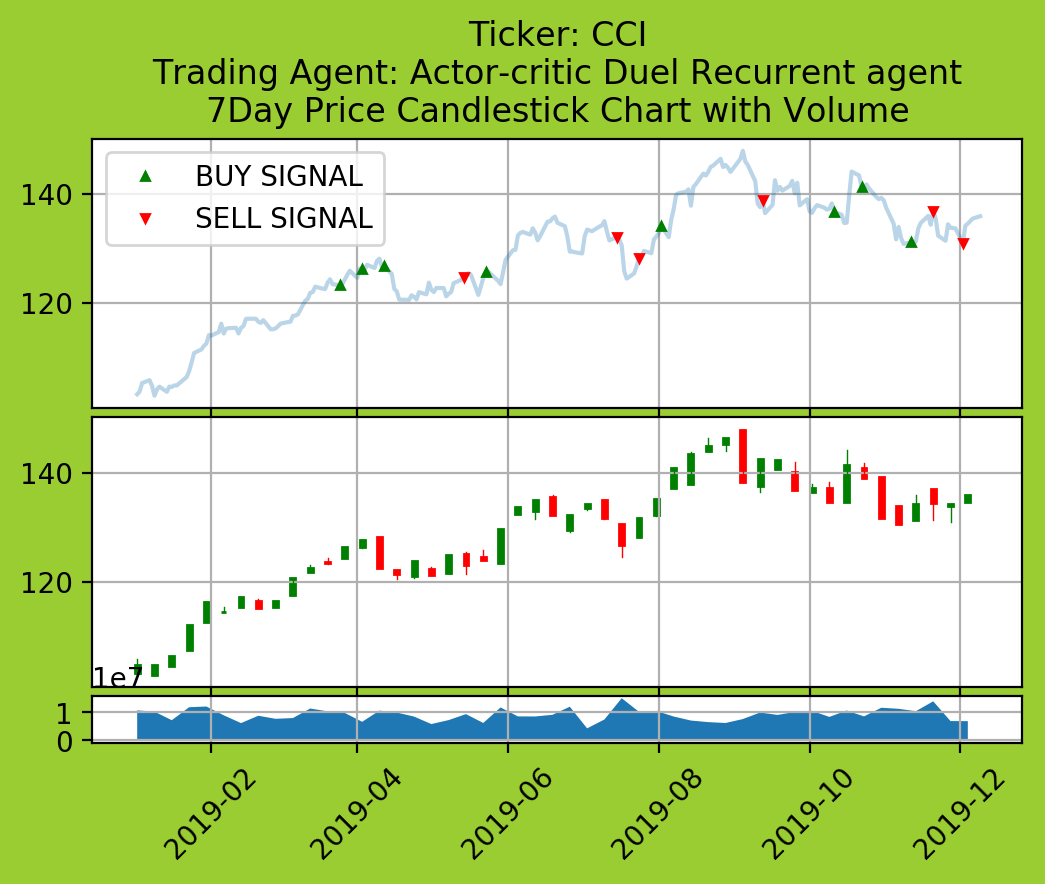 Ticker: CCI
Trading Agent: Actor-critic Duel Recurrent agent
7Day Price Candlestick Chart with Volume
BUY SIGNAL
SELL SIGNAL
140
120
140
120
1e7
1
0
2019-02
2019-04
2019-06
2019-08
2019-10
2019-12